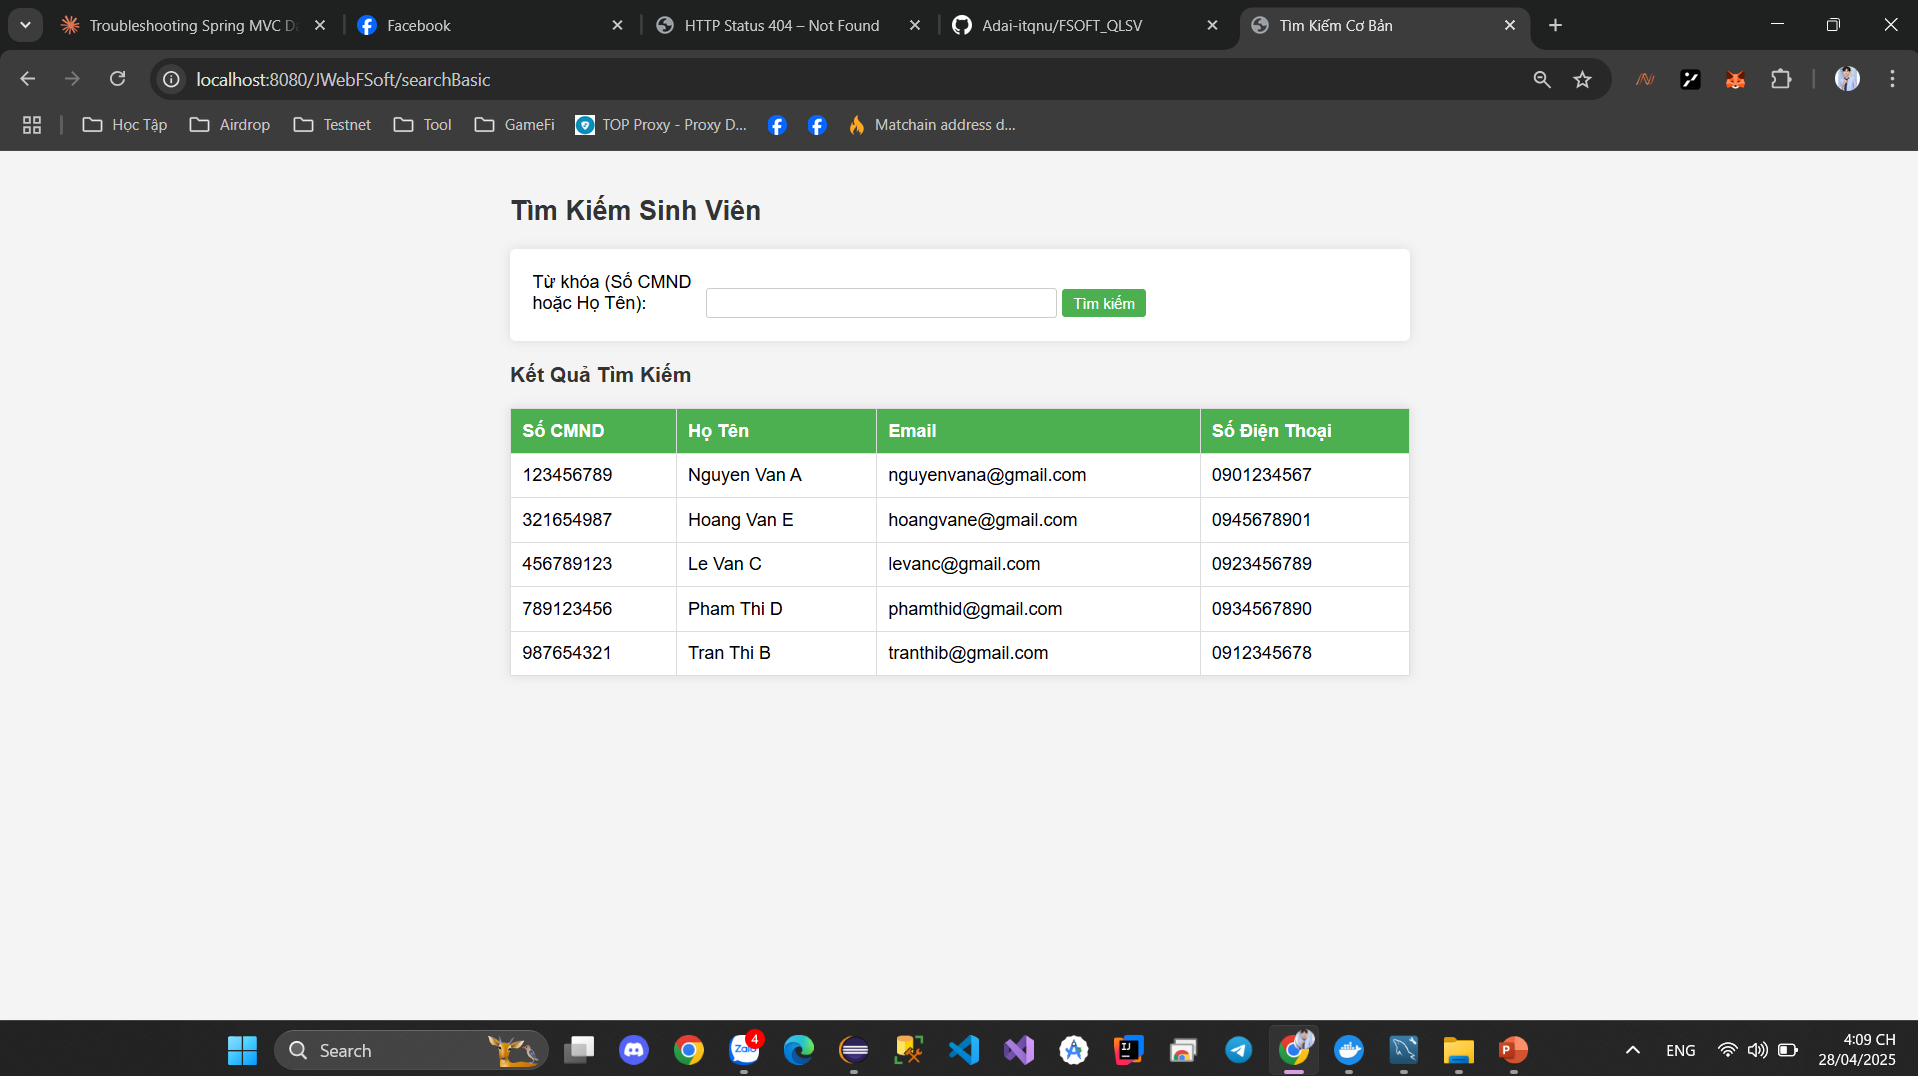 Troubleshooting Spring MVC D
Facebook
HTTP Status 404 – Not Found
Adai-itqnu/FSOFT_QLSV
Tìm Kiếm Cơ Bản
localhost:8080/JWebFSoft/searchBasic
Học Tập
Airdrop
Testnet
Tool
GameFi
TOP Proxy - Proxy D...
Matchain address d...
Tìm Kiếm Sinh Viên
Từ khóa (Số CMND
hoặc Họ Tên):
Tìm kiếm
Kết Quả Tìm Kiếm
Số CMND Họ Tên Email Số Điện Thoại
123456789 Nguyen Van A nguyenvana@gmail.com 0901234567
321654987 Hoang Van E hoangvane@gmail.com 0945678901
456789123 Le Van C levanc@gmail.com 0923456789
789123456 Pham Thi D phamthid@gmail.com 0934567890
987654321 Tran Thi B tranthib@gmail.com 0912345678
Search
Zalo
4
IJ
P
ENG
4:09 CH
28/04/2025